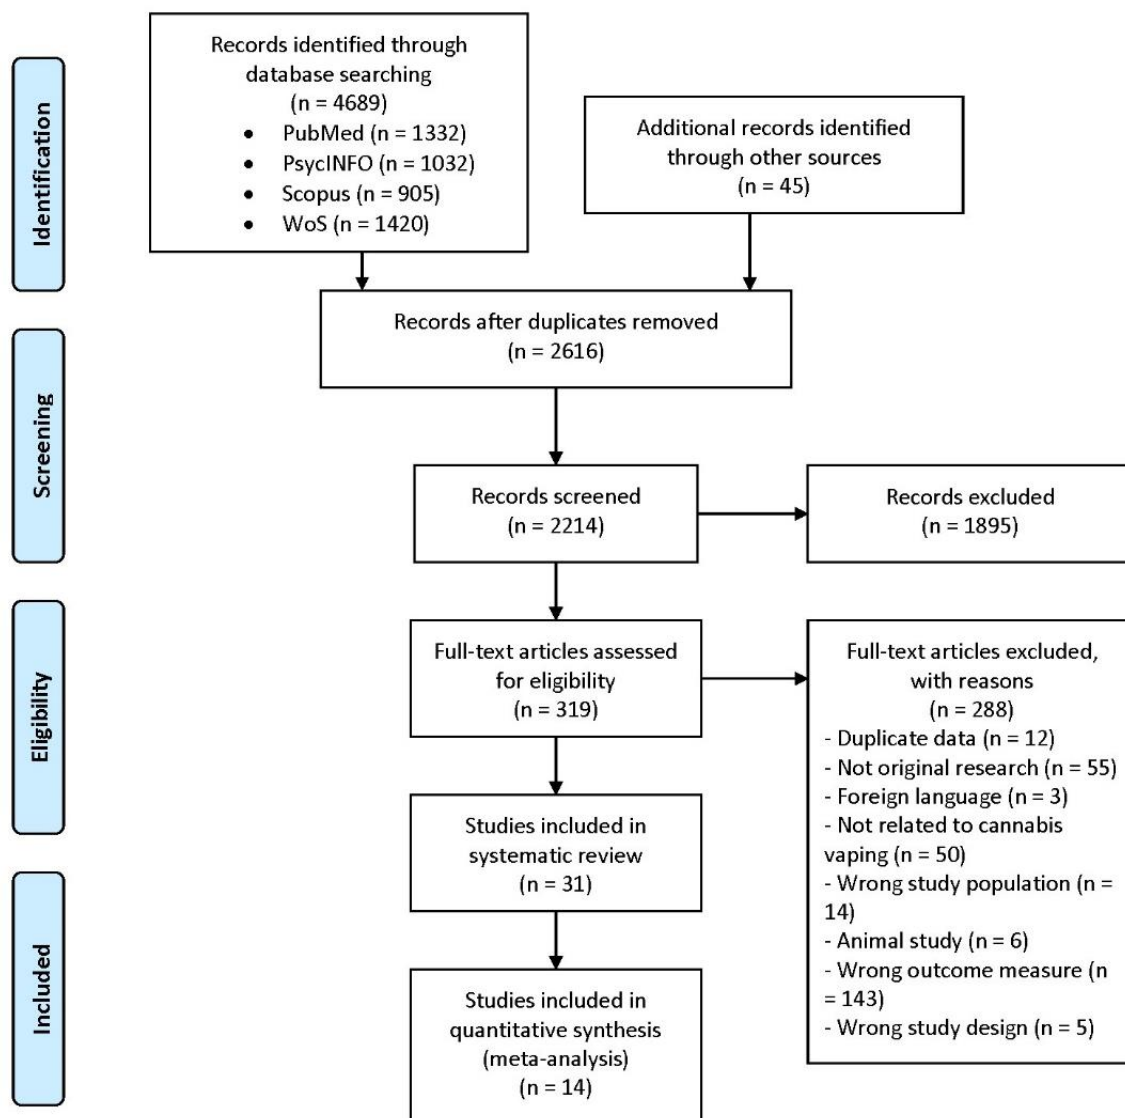 Identification
Records identified through
database searching
(n = 4689)
• PubMed (n = 1332)
• PsycINFO (n = 1032)
• Scopus (n = 905)
• WoS (n = 1420)
Additional records identified
through other sources
(n = 45)
Records after duplicates removed
(n = 2616)
Screening
Records screened
(n = 2214)
Records excluded
(n = 1895)
Eligibility
Full-text articles assessed
for eligibility
(n = 319)
Full-text articles excluded,
with reasons
(n = 288)
- Duplicate data (n = 12)
- Not original research (n = 55)
- Foreign language (n = 3)
- Not related to cannabis
vaping (n = 50)
- Wrong study population (n =
14)
- Animal study (n = 6)
- Wrong outcome measure (n
= 143)
- Wrong study design (n = 5)
Studies included in
systematic review
(n = 31)
Included
Studies included in
quantitative synthesis
(meta-analysis)
(n = 14)